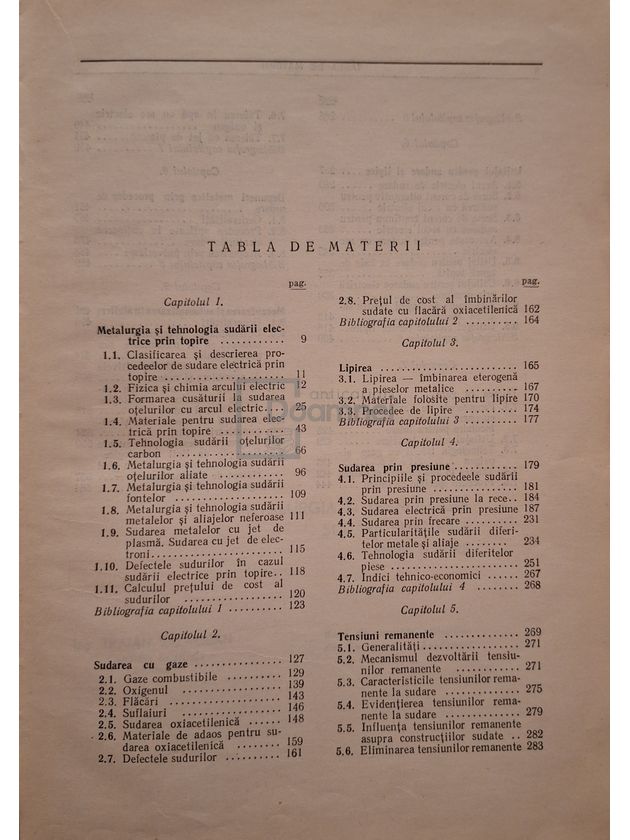 TABLA DE MATERII
pag.
Capitolul 1.
Metalurgia și tehnologia sudării elec-
trice prin topire ............ 9
1.1. Clasificarea și descrierea pro-
cedeelor de sudare electrică prin
topire ...................... 11
1.2. Fizica și chimia arcului electric 12
1.3. Formarea cusăturii la sudarea
oțelurilor cu arcul electric.... 25
1.4. Materiale pentru sudarea elec-
trică prin topire ............ 43
1.5. Tehnologia sudării oțelurilor
carbon .................... 66
1.6. Metalurgia și tehnologia sudării
oțelurilor aliate ............ 96
1.7. Metalurgia și tehnologia sudării
fontelor .................. 109
1.8. Metalurgia și tehnologia sudării
metalelor și aliajelor neferoase 111
1.9. Sudarea metalelor cu jet de
plasmă. Sudarea cu jet de elec-
troni...................... 115
1.10. Defectele sudurilor în cazul
sudării electrice prin topire.. 118
1.11. Calculul prețului de cost al
sudurilor .................. 120
Bibliografia capitolului 1 .......... 123
Capitolul 2.
Sudarea cu gaze ................ 127
2.1. Gaze combustibile .......... 129
2.2. Oxigenul .................. 139
2.3. Flăcări .................... 143
2.4. Suflaiuri .................. 146
2.5. Sudarea oxiacetilenică ...... 148
2.6. Materiale de adaos pentru su-
darea oxiacetilenică ........ 159
2.7. Defectele sudurilor .......... 161
pag.
2.8. Prețul de cost al îmbinărilor
sudate cu flacără oxiacetilenică 162
Bibliografia capitolului 2 .......... 164
Capitolul 3.
Lipirea ........................ 165
3.1. Lipirea — îmbinarea eterogenă
a pieselor metalice .......... 167
3.2. Materiale folosite pentru lipire 170
3.3. Procedee de lipire .......... 174
Bibliografia capitolului 3 .......... 177
Capitolul 4.
Sudarea prin presiune ............ 179
4.1. Principiile și procedeele sudării
prin presiune .............. 181
4.2. Sudarea prin presiune la rece.. 184
4.3. Sudarea electrică prin presiune 187
4.4. Sudarea prin frecare ........ 231
4.5. Particularitățile sudării diferi-
telor metale și aliaje ........ 234
4.6. Tehnologia sudării diferitelor
piese ...................... 251
4.7. Indici tehnico-economici ...... 267
Bibliografia capitolului 4 ........ 268
Capitolul 5.
Tensiuni remanente .............. 269
5.1. Generalități................ 271
5.2. Mecanismul dezvoltării tensiu-
nilor remanente ............ 271
5.3. Caracteristicile tensiunilor rema-
nente la sudare ............ 275
5.4. Evidențierea tensiunilor rema-
nente la sudare ............ 279
5.5. Influența tensiunilor remanente
asupra construcțiilor sudate .. 282
5.6. Eliminarea tensiunilor remanente 283